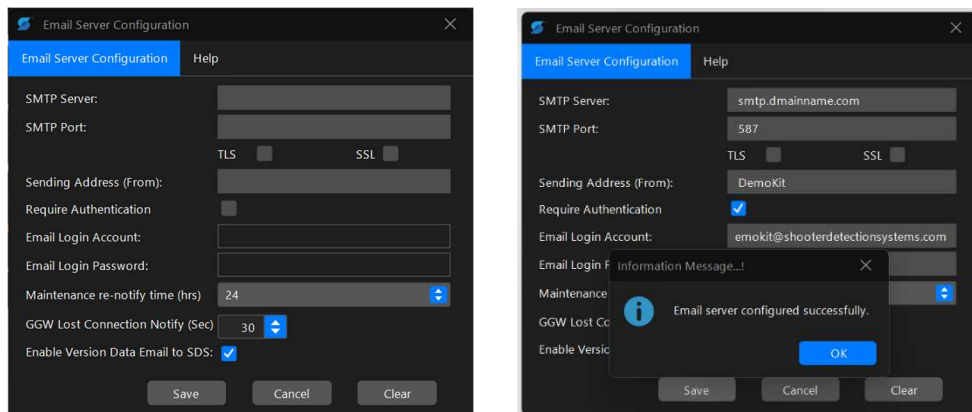 Email Server Configuration
Email Server Configuration Help
SMTP Server:
SMTP Port:
TLS SSL
Sending Address (From):
Require Authentication
Email Login Account:
Email Login Password:
Maintenance re-notify time (hrs) 24
GGW Lost Connection Notify (Sec) 30
Enable Version Data Email to SDS:
Save Cancel Clear
Email Server Configuration
Email Server Configuration Help
SMTP Server: smtp.dmainname.com
SMTP Port: 587
TLS SSL
Sending Address (From): DemoKit
Require Authentication
Email Login Account: emokit@shooterdetectionsystems.com
Email Login P
Information Message...!
Maintenance
Email server configured successfully.
GGW Lost Co
Enable Versic
OK
Save Cancel Clear